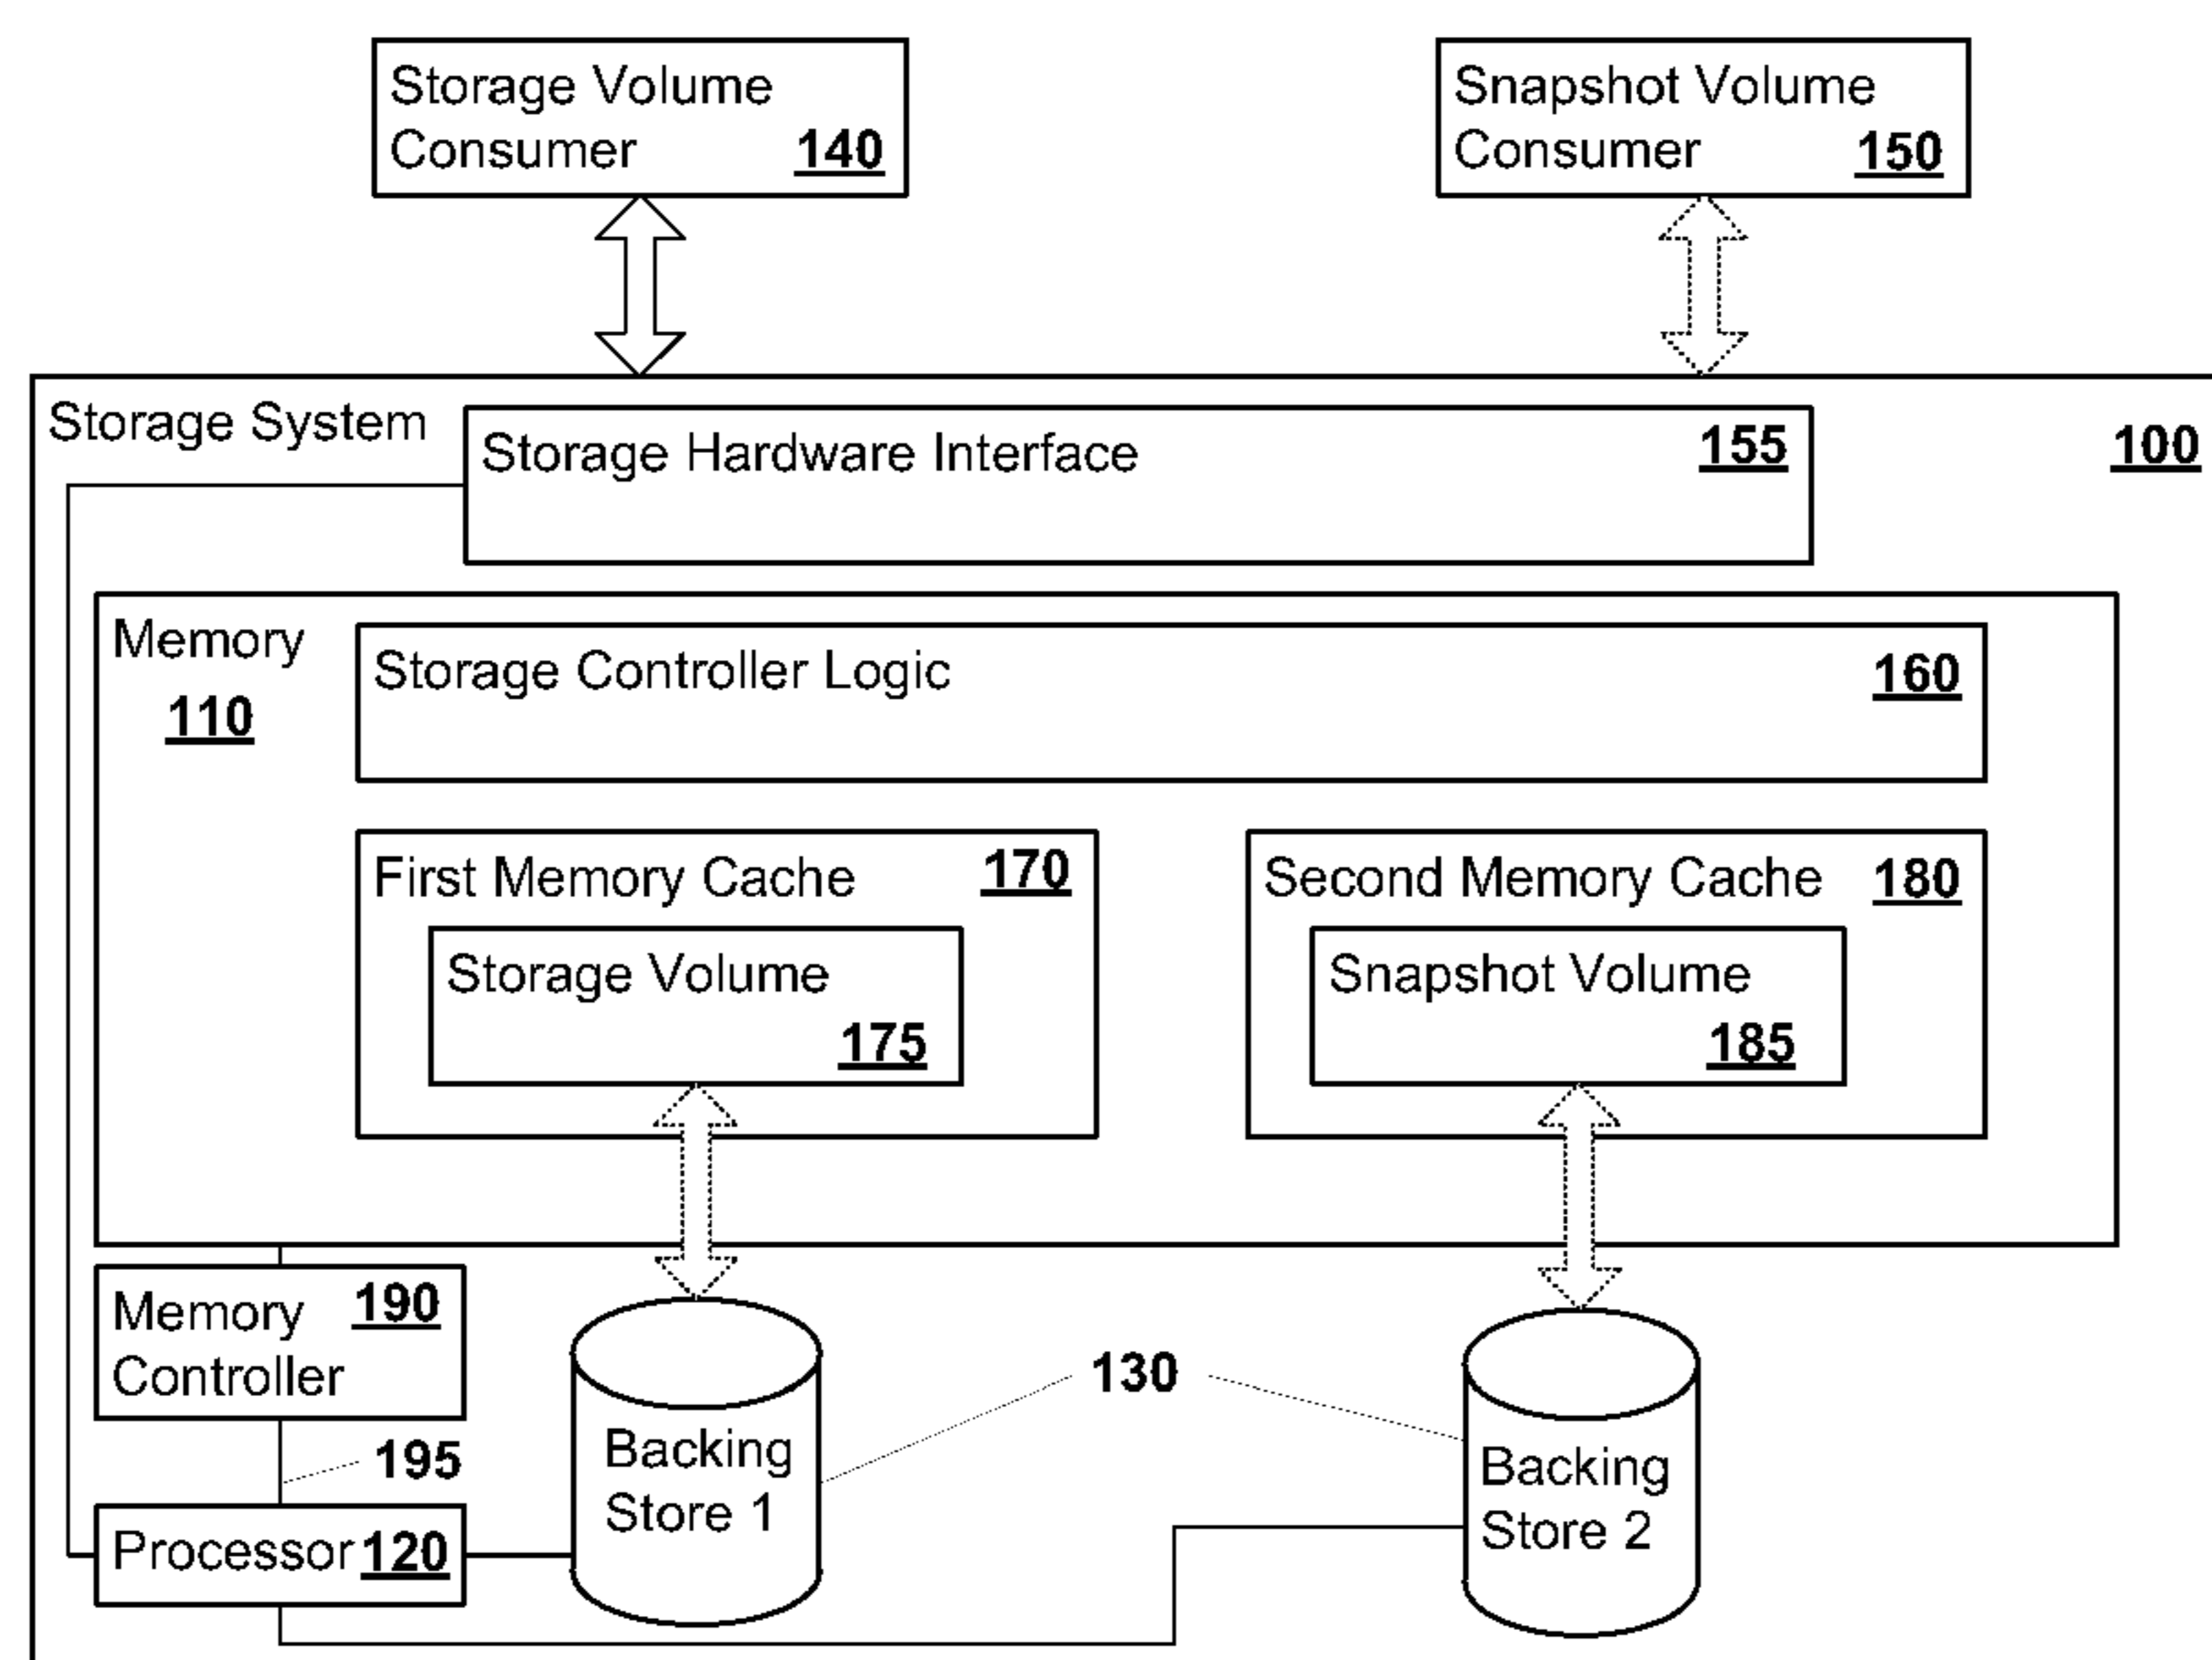 Storage Volume
Consumer 140
Snapshot Volume
Consumer 150
Storage System
Storage Hardware Interface 155
100
Memory
110
Storage Controller Logic 160
First Memory Cache 170
Second Memory Cache 180
Storage Volume
175
Snapshot Volume
185
Memory 190
Controller
130
195
Backing
Store 1
Backing
Store 2
Processor 120